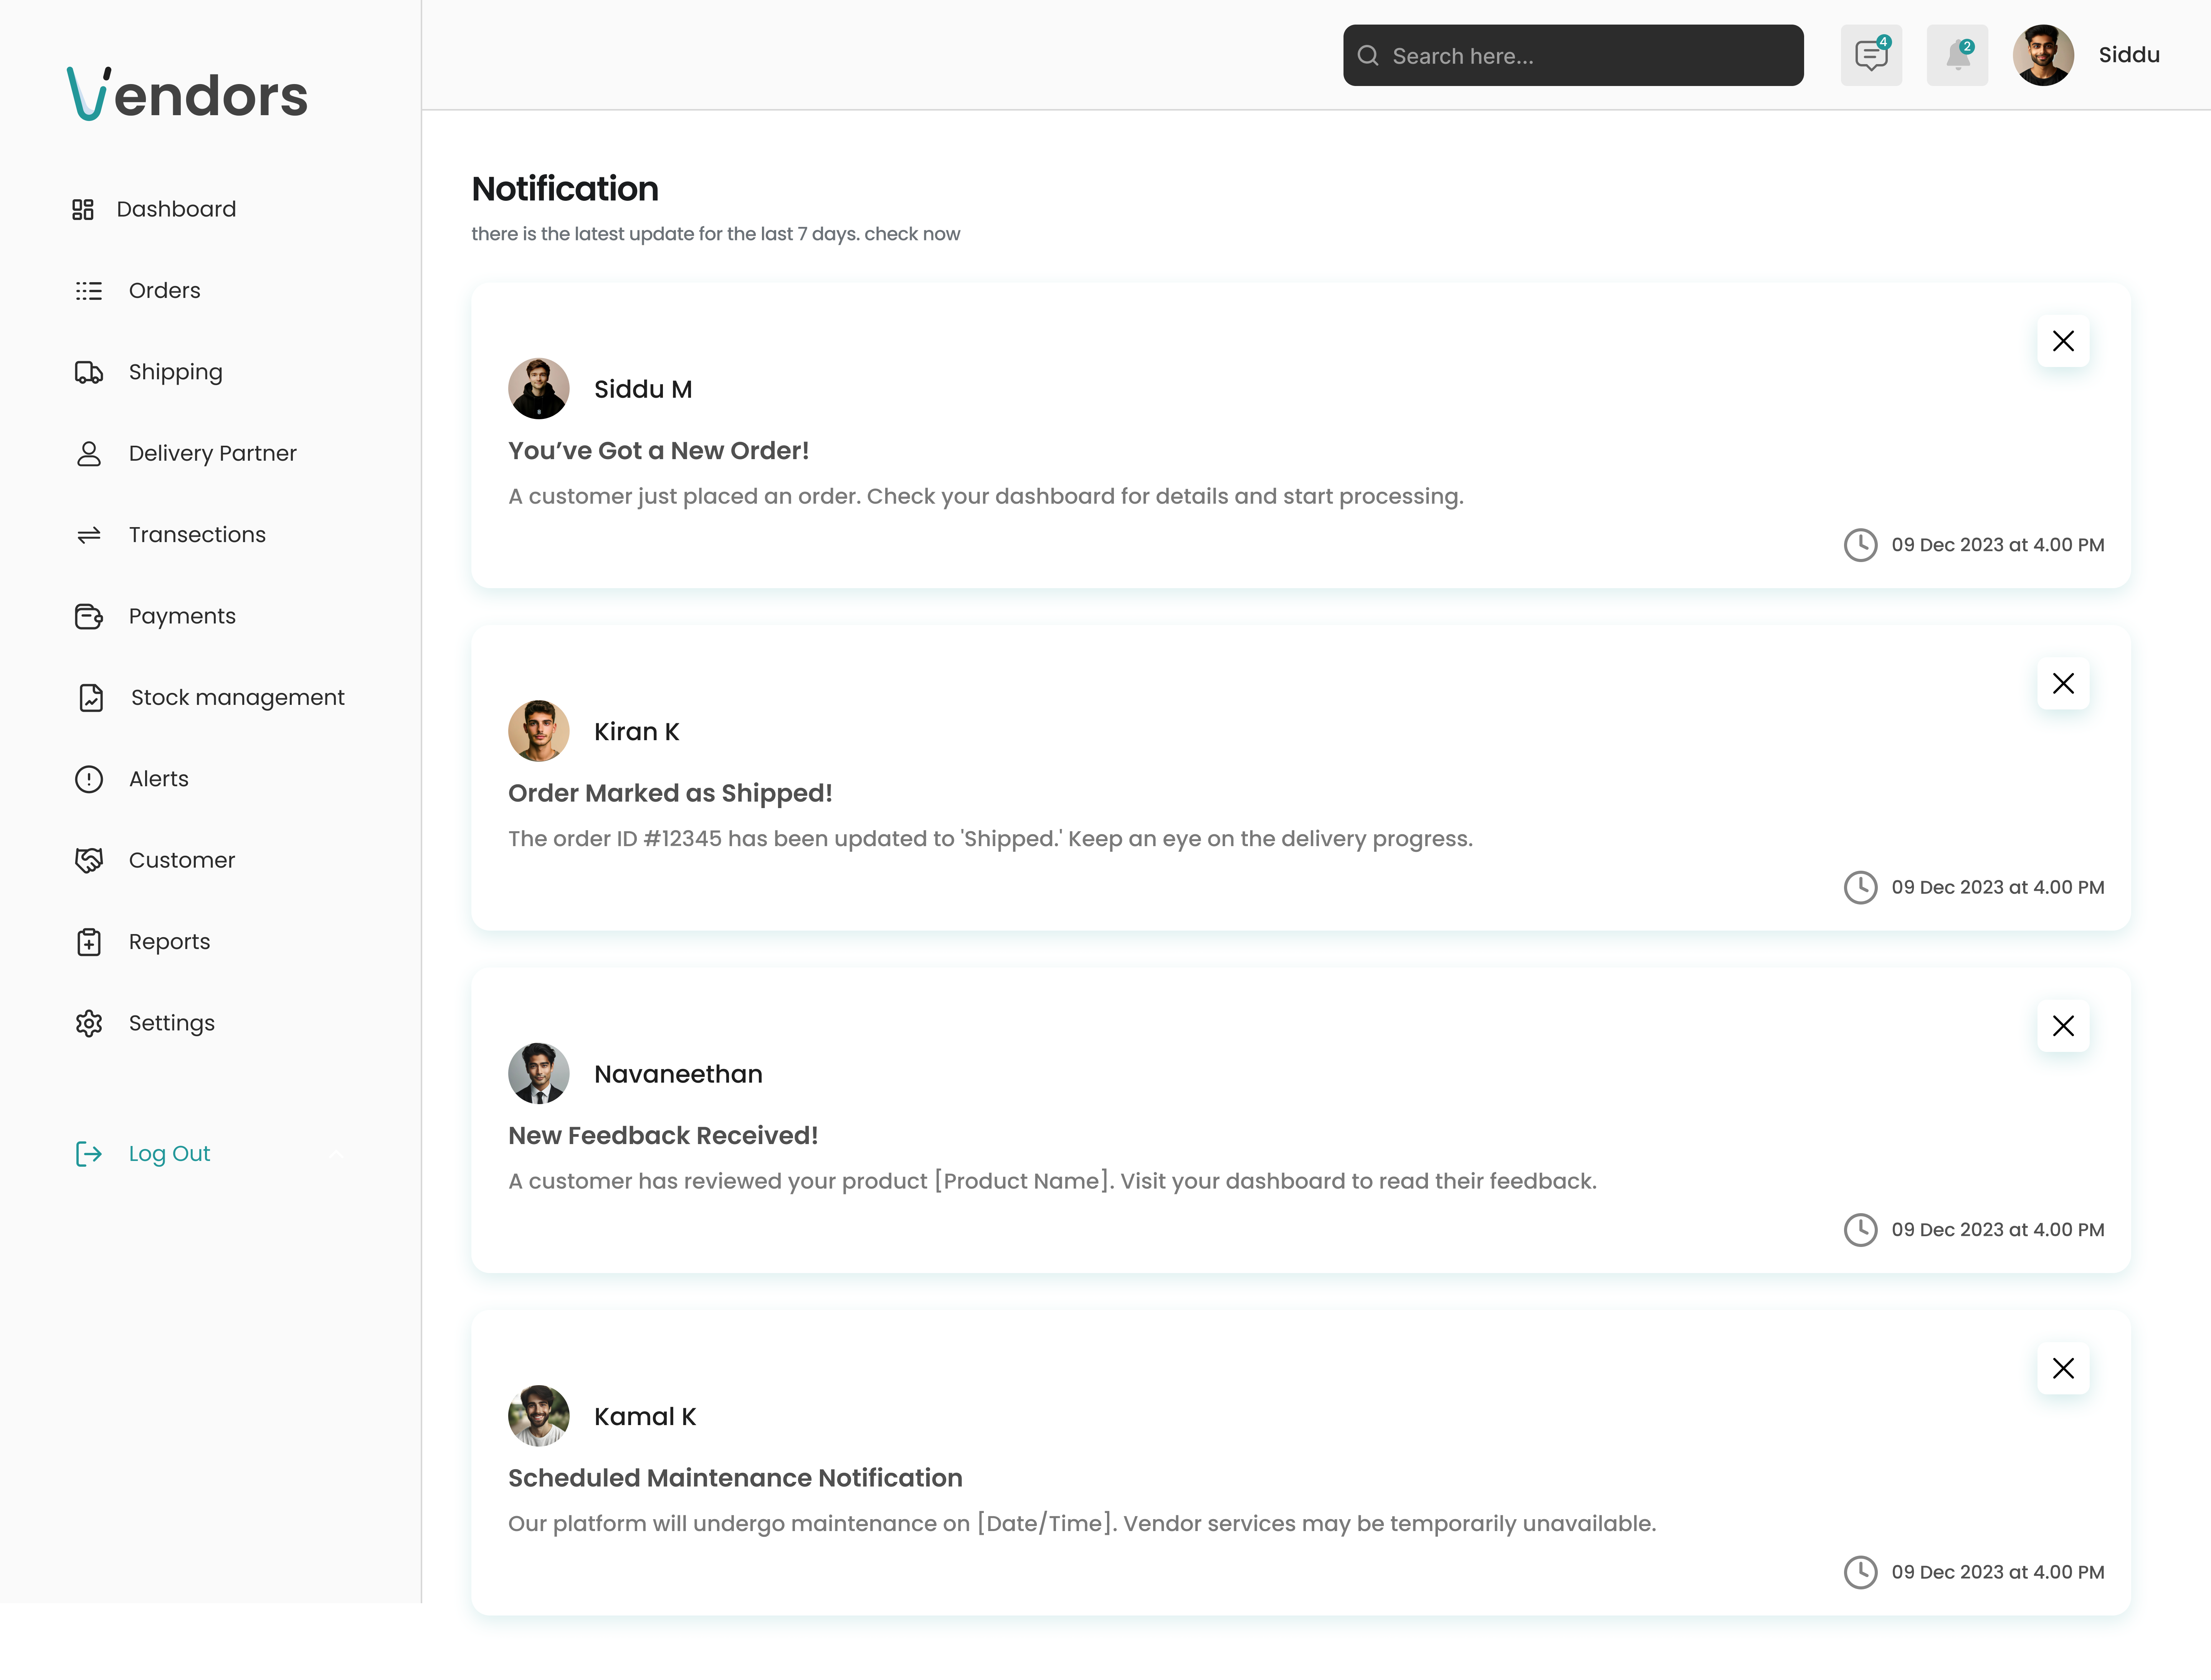 Vendors
Search here...
4
2
Siddu
Dashboard
Orders
Shipping
Delivery Partner
Transections
Payments
Stock management
Alerts
Customer
Reports
Settings
Log Out
Notification
there is the latest update for the last 7 days. check now
Siddu M
You’ve Got a New Order!
A customer just placed an order. Check your dashboard for details and start processing.
09 Dec 2023 at 4.00 PM
Kiran K
Order Marked as Shipped!
The order ID #12345 has been updated to 'Shipped.' Keep an eye on the delivery progress.
09 Dec 2023 at 4.00 PM
Navaneethan
New Feedback Received!
A customer has reviewed your product [Product Name]. Visit your dashboard to read their feedback.
09 Dec 2023 at 4.00 PM
Kamal K
Scheduled Maintenance Notification
Our platform will undergo maintenance on [Date/Time]. Vendor services may be temporarily unavailable.
09 Dec 2023 at 4.00 PM